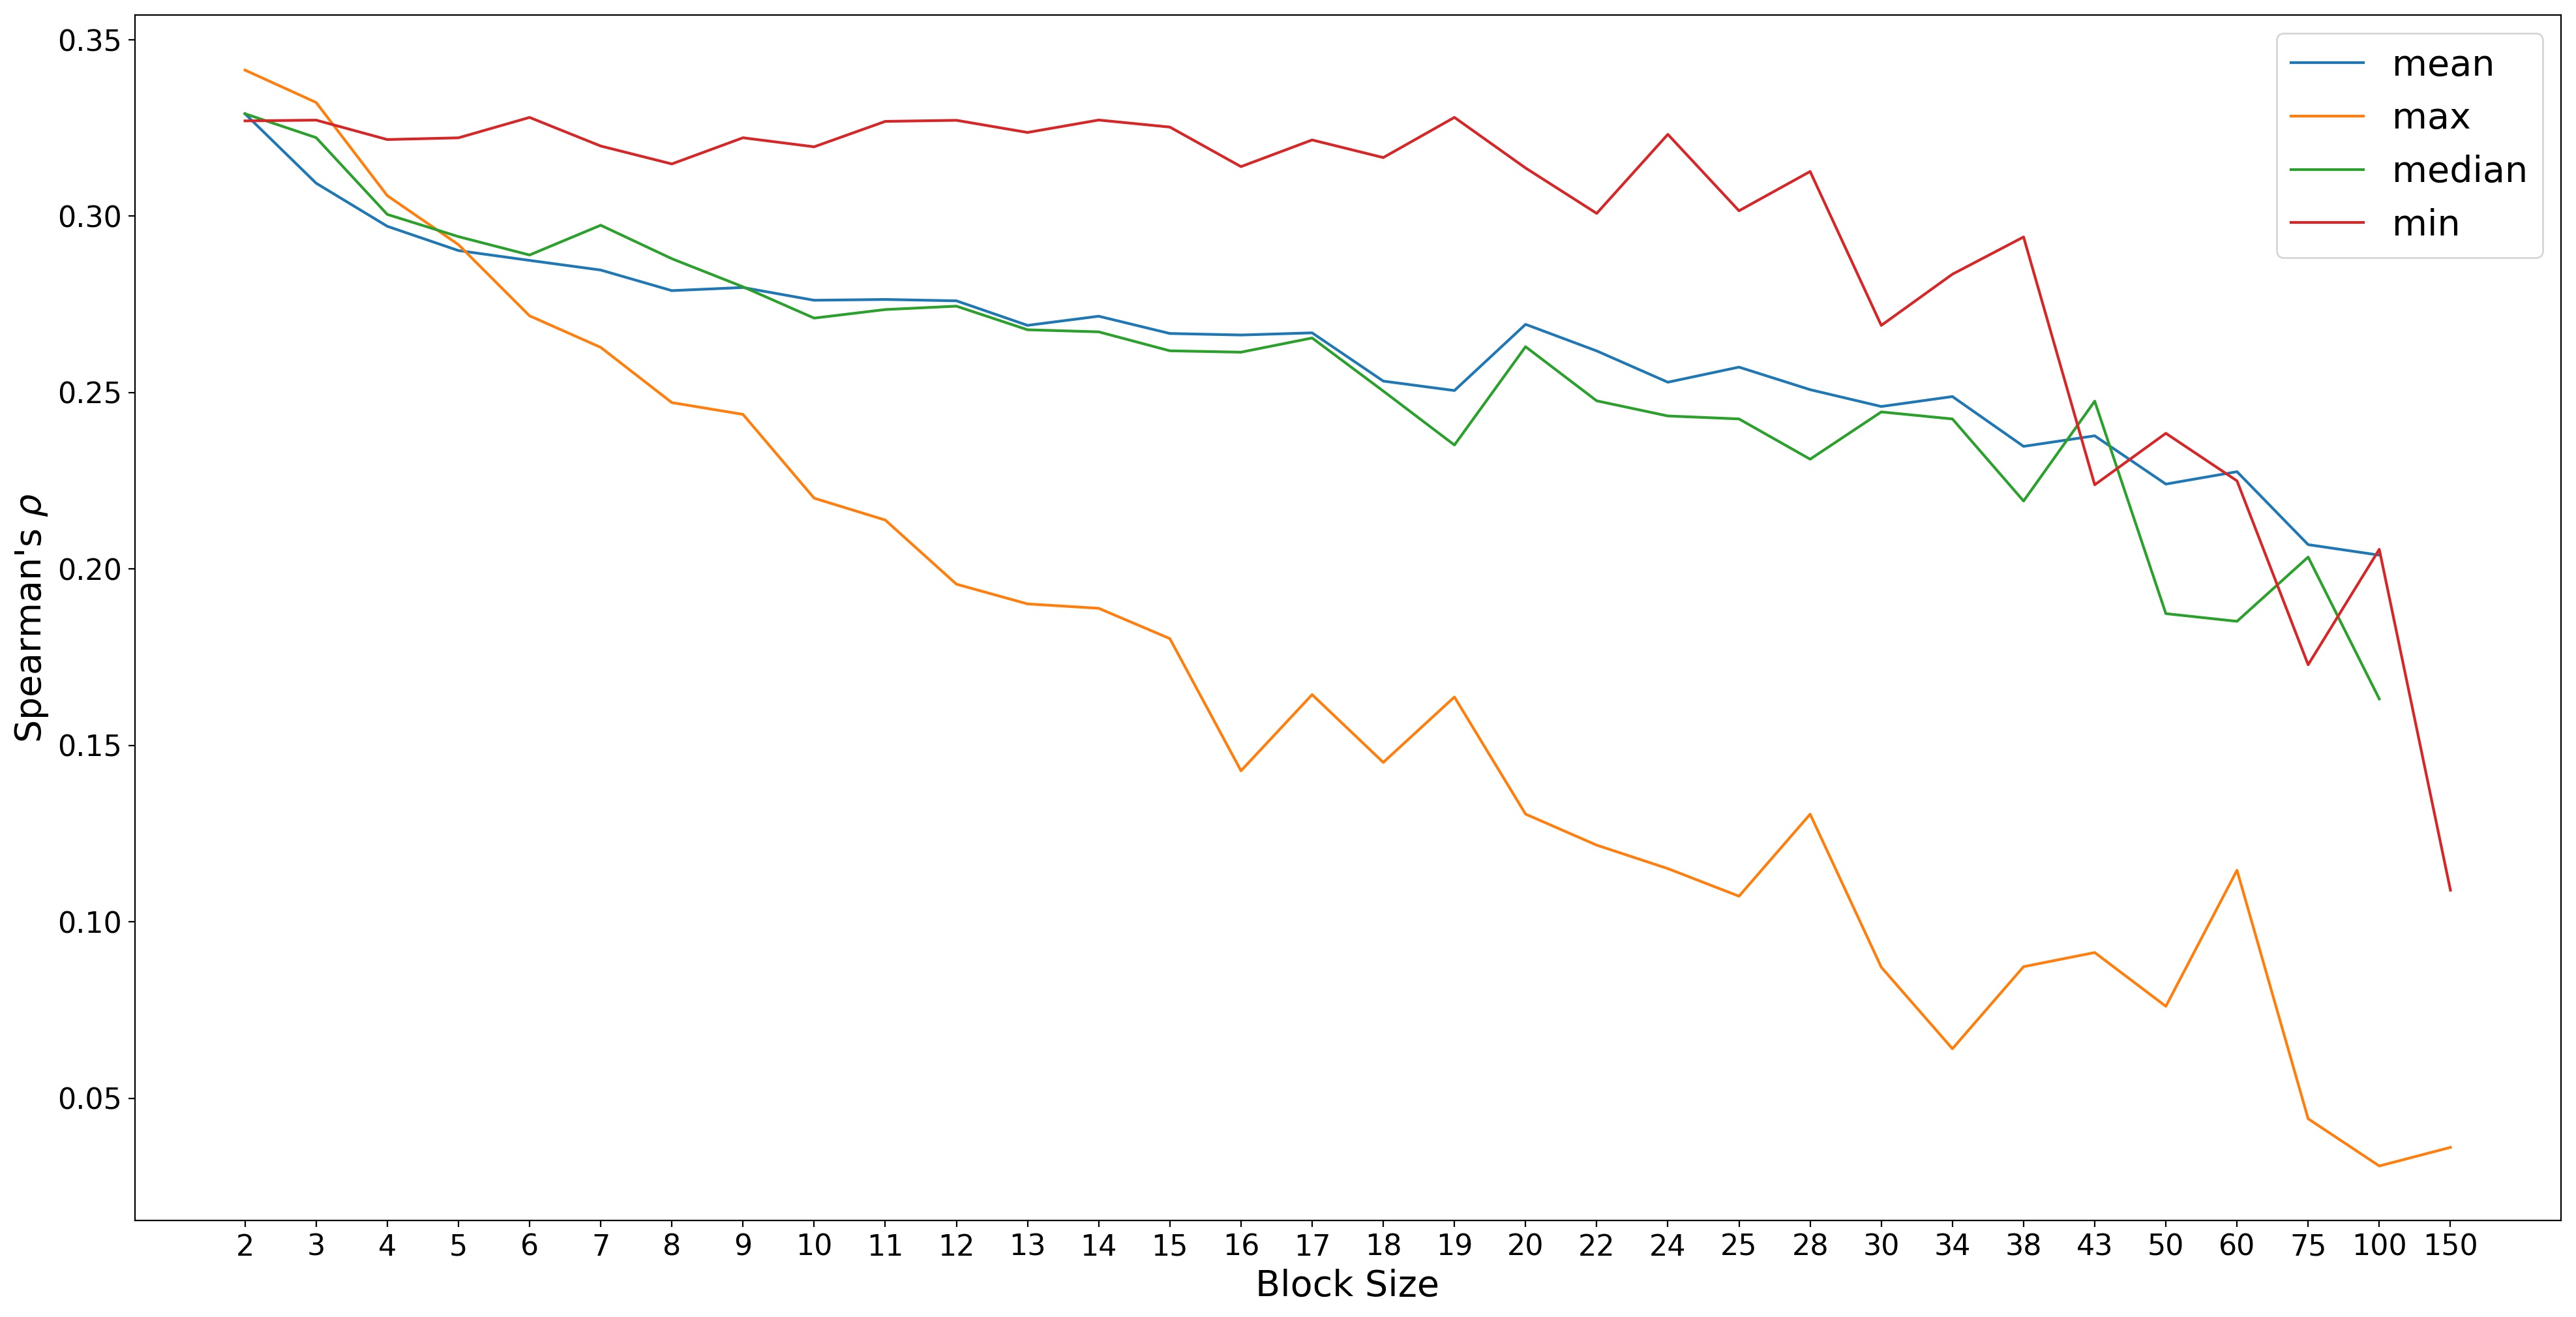 0.35
0.30
0.25
0.20
0.15
0.10
0.05
Spearman's ρ
mean
max
median
min
2 3 4 5 6 7 8 9 10 11 12 13 14 15 16 17 18 19 20 22 24 25 28 30 34 38 43 50 60 75 100 150
Block Size